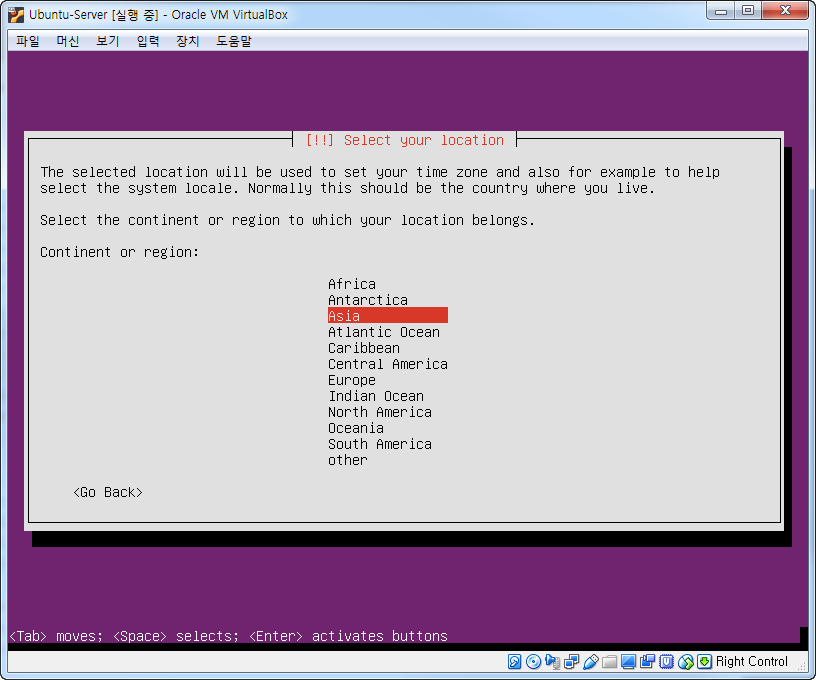 Ubuntu-Server [실행 중] - Oracle VM VirtualBox
파일 머신 보기 입력 장치 도움말
[!!] Select your location
The selected location will be used to set your time zone and also for example to help
select the system locale. Normally this should be the country where you live.
Select the continent or region to which your location belongs.
Continent or region:
Africa
Antarctica
Asia
Atlantic Ocean
Caribbean
Central America
Europe
Indian Ocean
North America
Oceania
South America
other
<Go Back>
<Tab> moves; <Space> selects; <Enter> activates buttons
Right Control